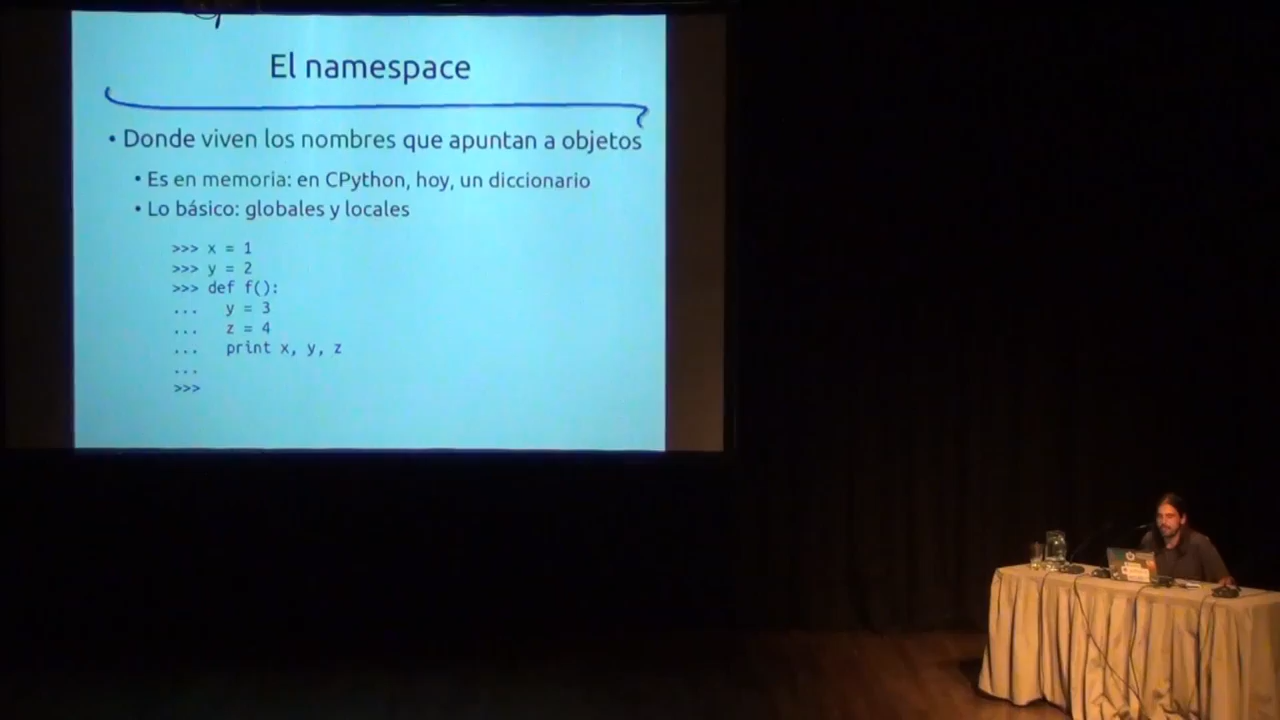 El namespace
• Donde viven los nombres que apuntan a objetos
• Es en memoria: en CPython, hoy, un diccionario
• Lo básico: globales y locales
>>> x = 1
>>> y = 2
>>> def f():
...   y = 3
...   z = 4
...   print x, y, z
...
>>>